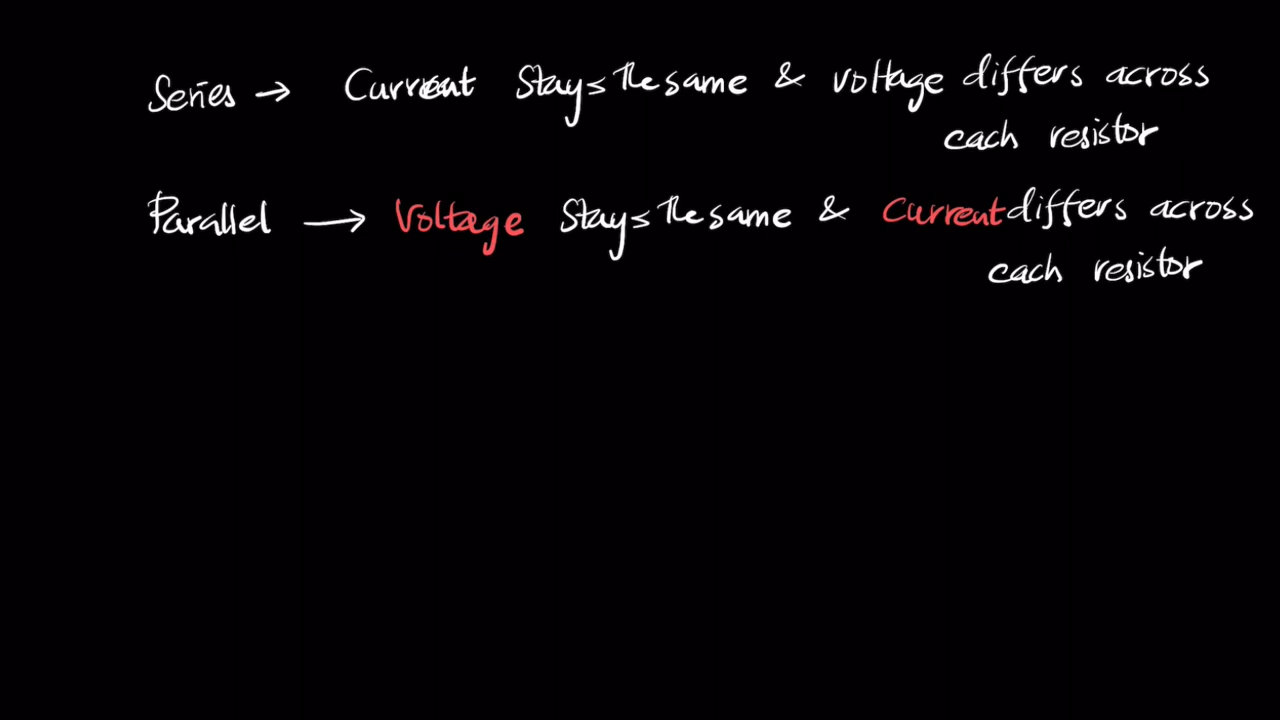 Series → Current Stays the same & voltage differs across
each resistor
Parallel → Voltage Stays the same & Current differs across
each resistor